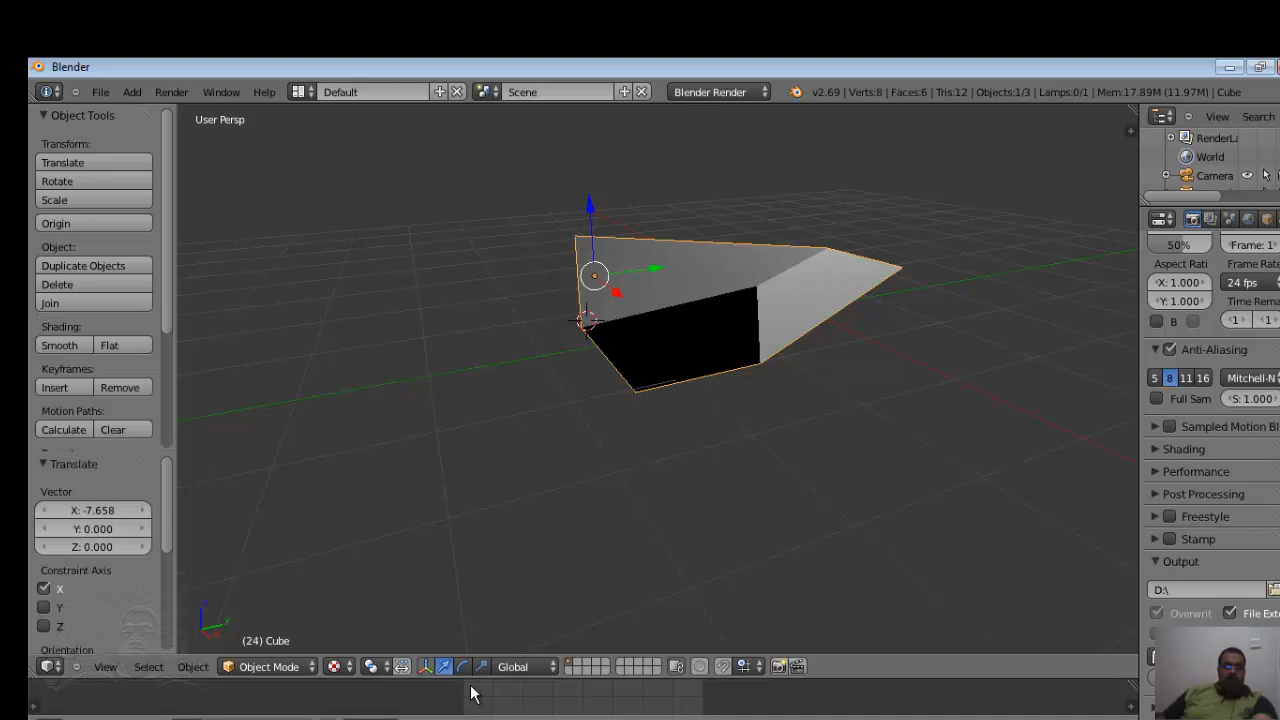 Blender
File Add Render Window Help Default Scene Blender Render v2.69 | Verts:8 | Faces:6 | Tris:12 | Objects:1/3 | Lamps:0/1 | Mem:17.89M (11.97M) | Cube
Object Tools
Transform:
Translate
Rotate
Scale
Origin
Object:
Duplicate Objects
Delete
Join
Shading:
Smooth Flat
Keyframes:
Insert Remove
Motion Paths:
Calculate Clear
Translate
Vector
X: -7.658
Y: 0.000
Z: 0.000
Constraint Axis
X
Y
Z
Orientation
User Persp
(24) Cube
View Select Object Object Mode Global
View Search
RenderLa
World
Camera
50% Frame: 1
Aspect Rati Frame Rate
X: 1.000 24 fps
Y: 1.000 Time Rema
B 1 1
Anti-Aliasing
5 8 11 16 Mitchell-N
Full Sam S: 1.000
Sampled Motion Bl
Shading
Performance
Post Processing
Freestyle
Stamp
Output
D:\
Overwrit File Exte